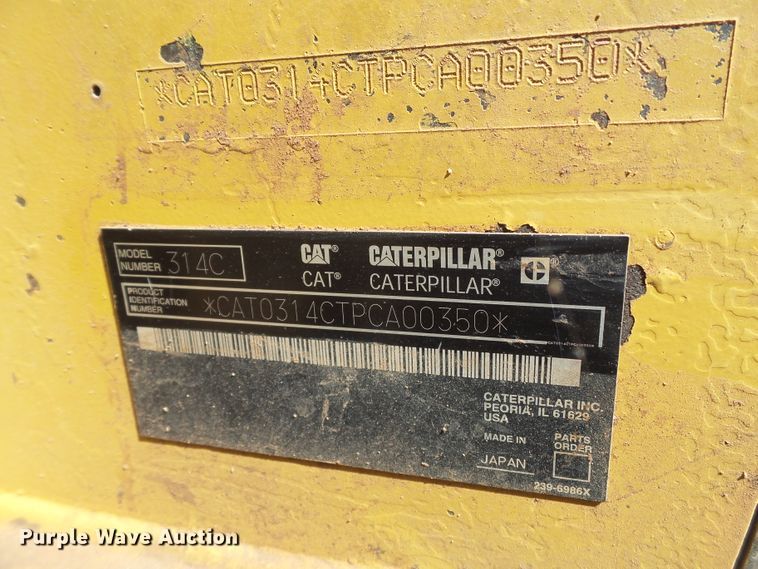 *CAT0314CTPCA00350*
MODEL NUMBER 314C
CAT® CATERPILLAR®
CAT® CATERPILLAR®
PRODUCT IDENTIFICATION NUMBER *CAT0314CTPCA00350*
CATERPILLAR INC.
PEORIA, IL 61629
USA
MADE IN
JAPAN
PARTS ORDER
239-5986X
Purple Wave Auction